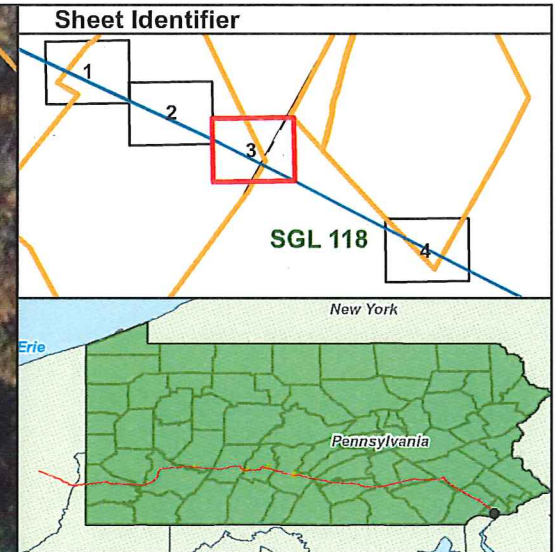 Sheet Identifier
1
2
3
SGL 118
4
New York
Erie
Pennsylvania